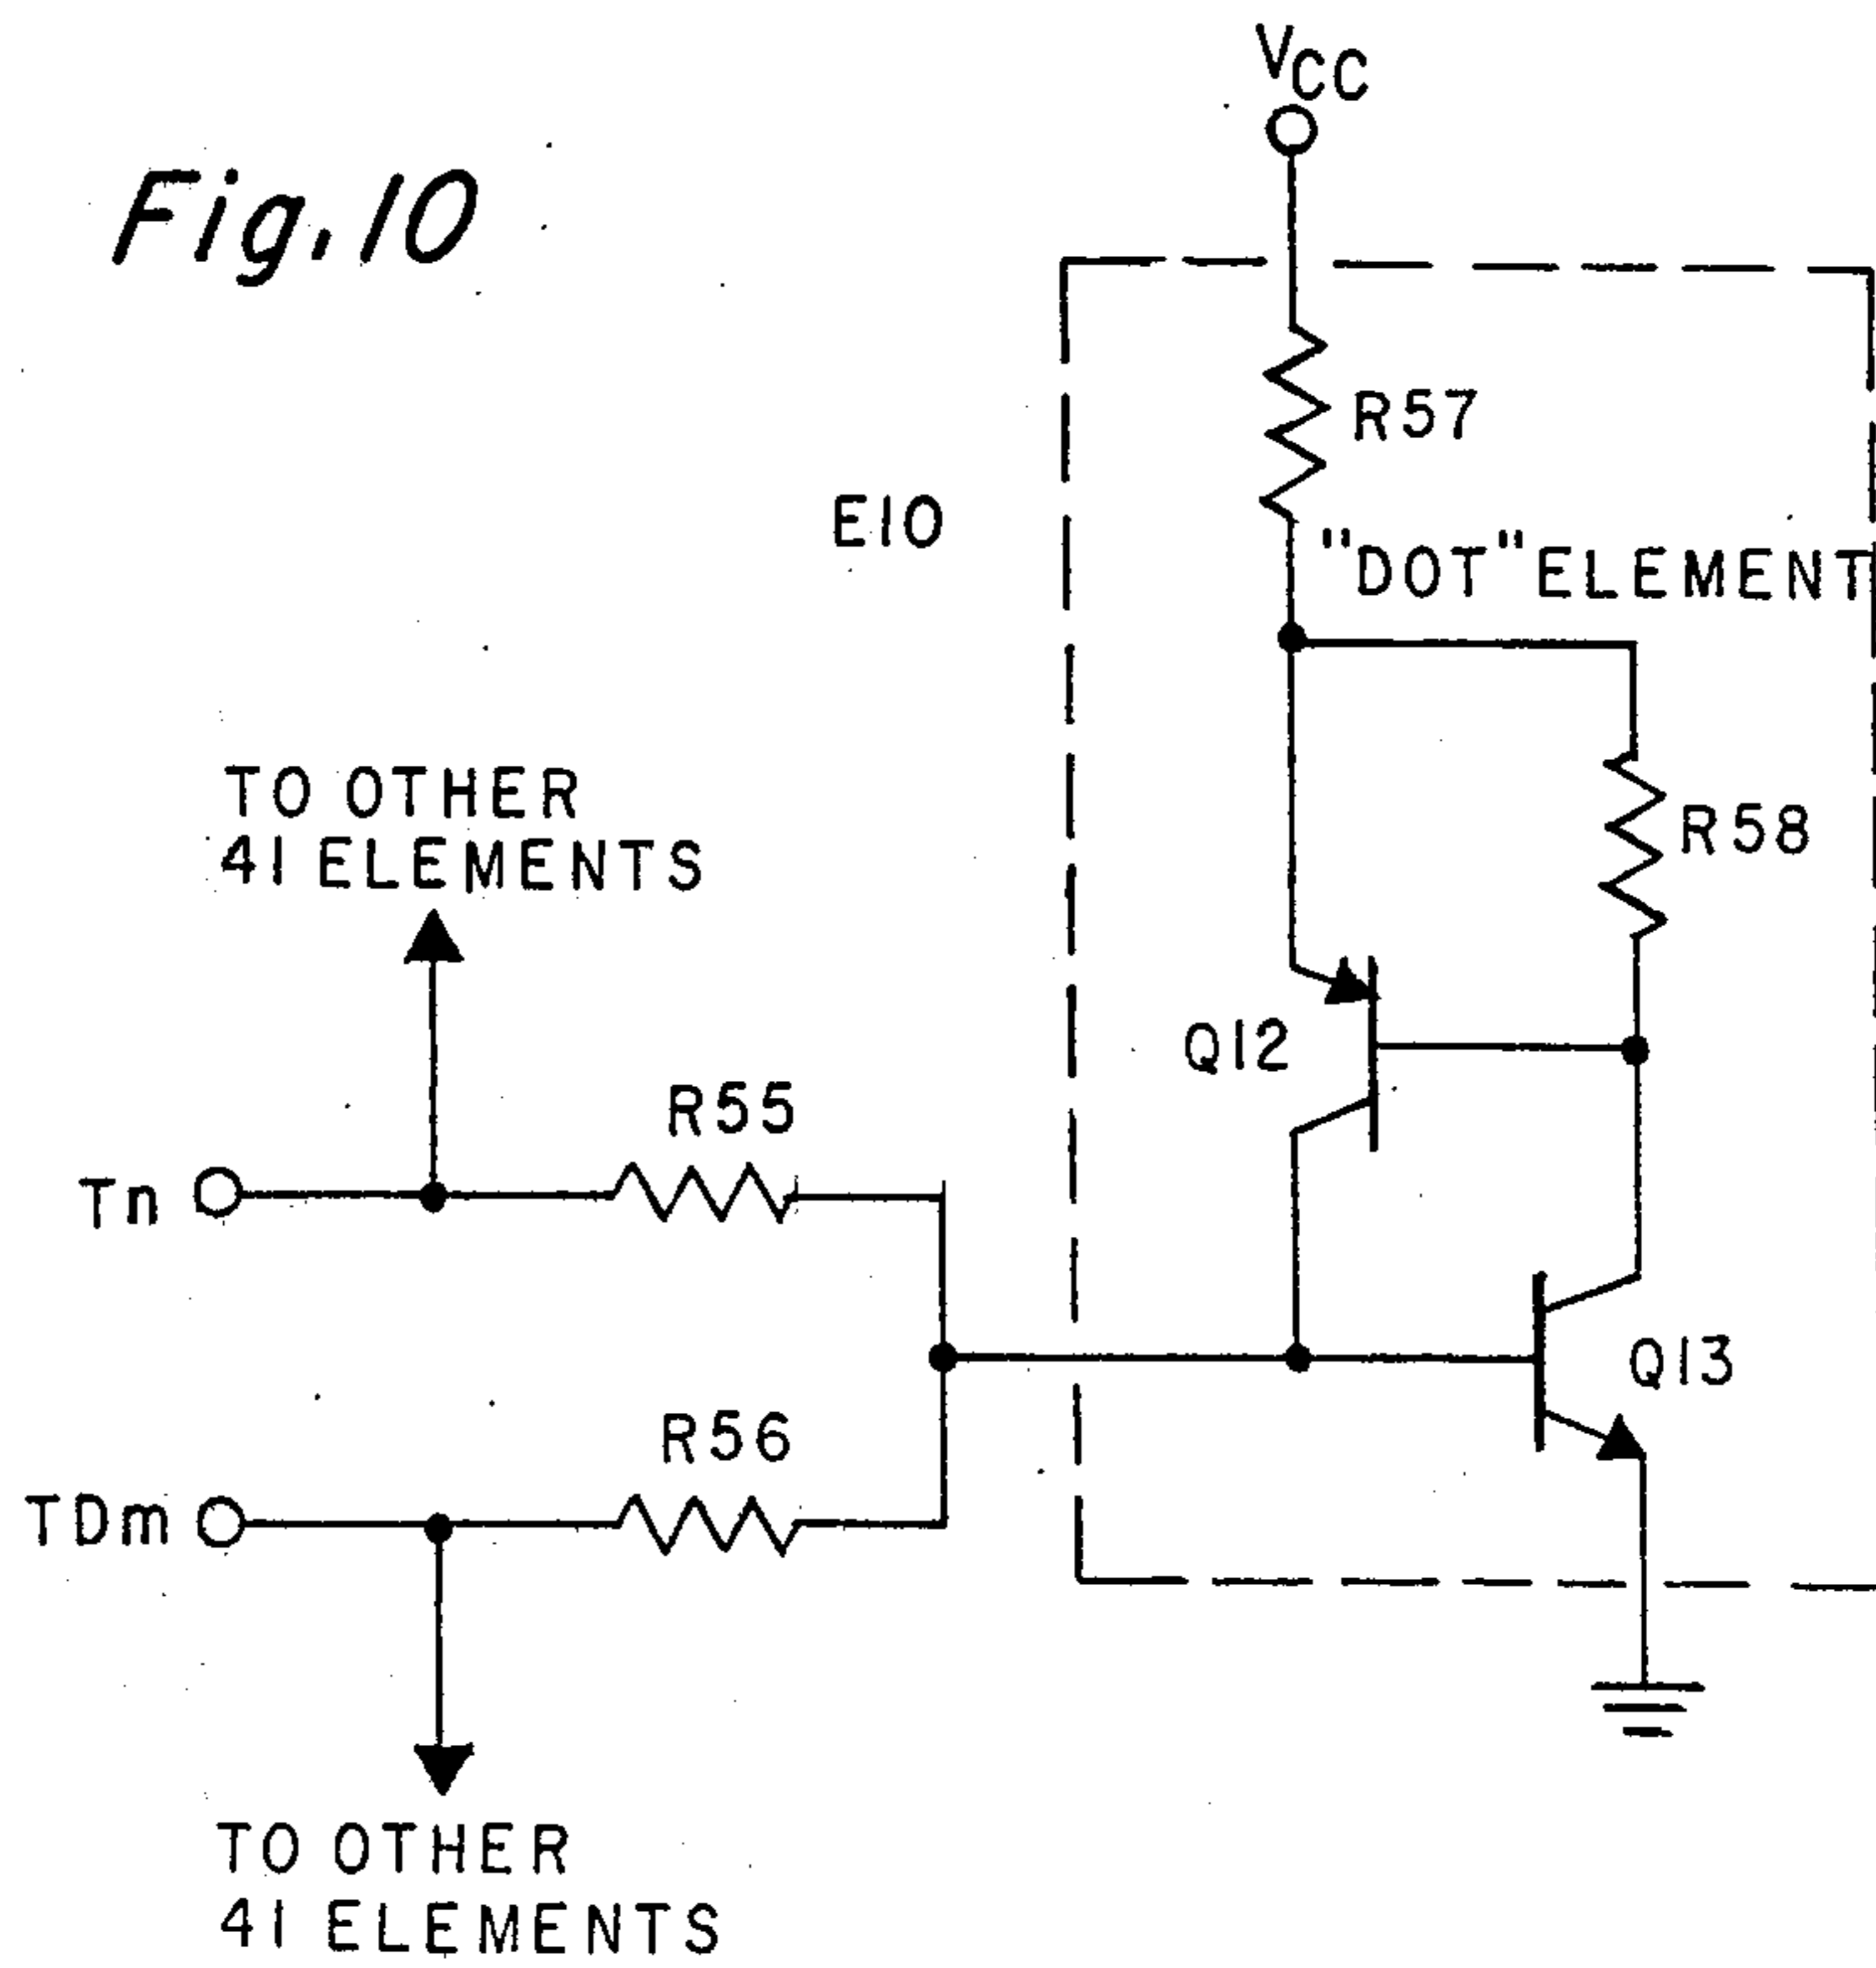 VCC
Fig. 10
R57
E10
"DOT" ELEMENT
R58
TO OTHER
41 ELEMENTS
Q12
R55
Tn
Q13
R56
TDm
TO OTHER
41 ELEMENTS